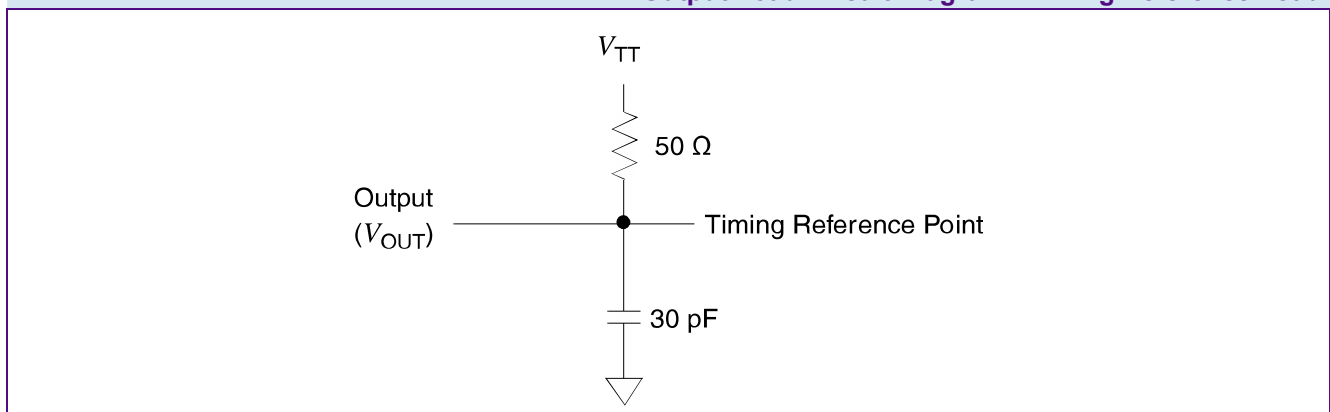 V_TT
50 Ω
Output
(V_OUT)
Timing Reference Point
30 pF